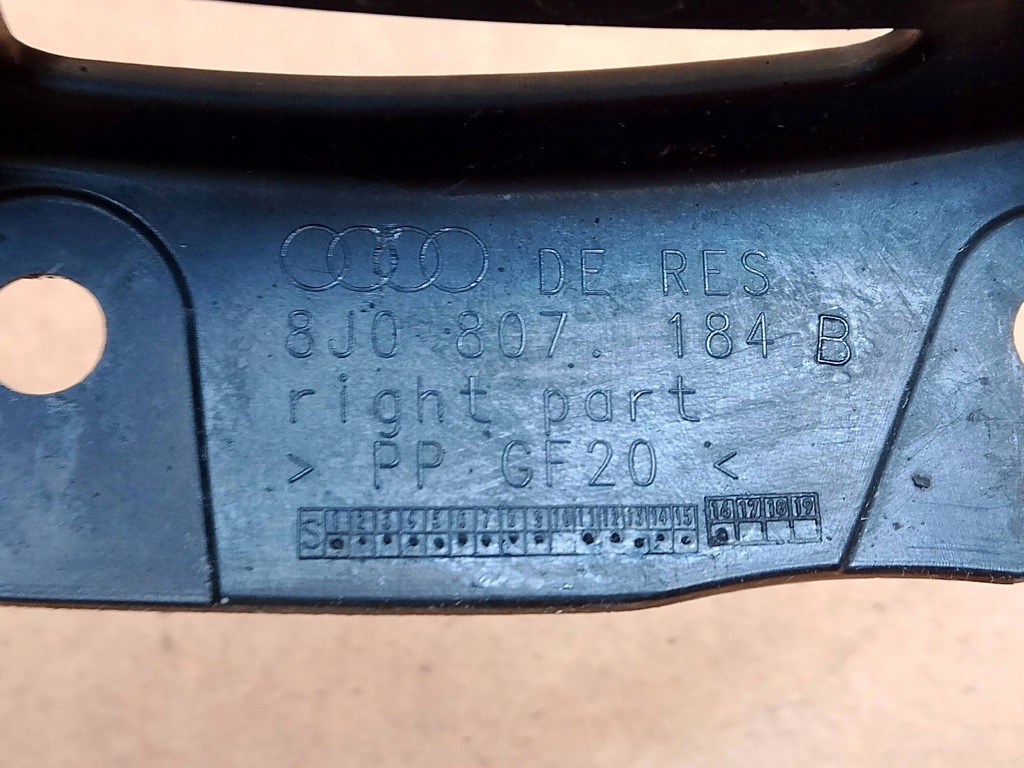 DE RES
8J0 807. 184 B
right part
> PP GF20 <
S 1 2 3 4 5 6 7 8 9 10 11 12 13 14 15 16 17 18 19